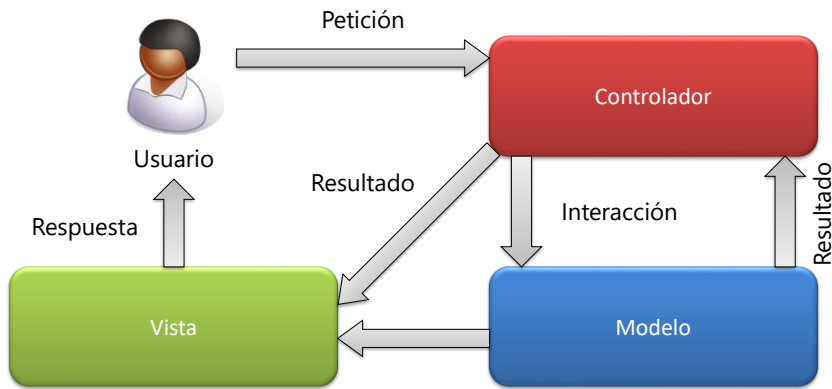 Petición
Controlador
Usuario
Resultado
Resultado
Interacción
Respuesta
Vista
Modelo